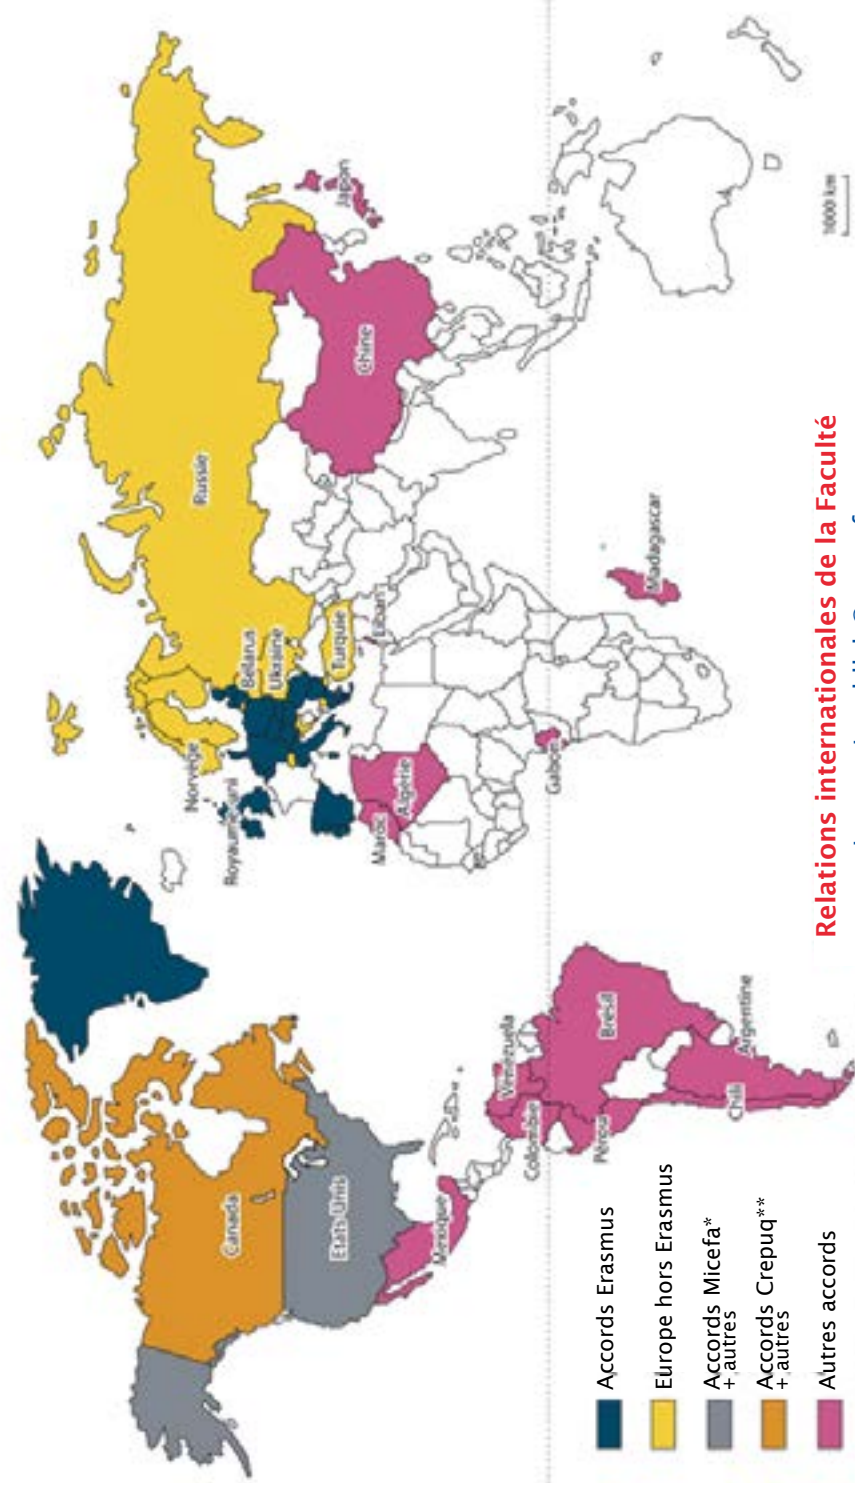 Canada
Etats Unis
Mexique
Venezuela
Colombie
Pérou
Brésil
Chili
Argentine
Norvège
Royaume-uni
Russie
Belarus
Ukraine
Turquie
Liban
Maroc
Algérie
Gabon
Madagascar
Chine
Japon
Accords Erasmus
Europe hors Erasmus
Accords Micefa*
+ autres
Accords Crepuq**
+ autres
Autres accords
1000 km
Relations internationales de la Faculté